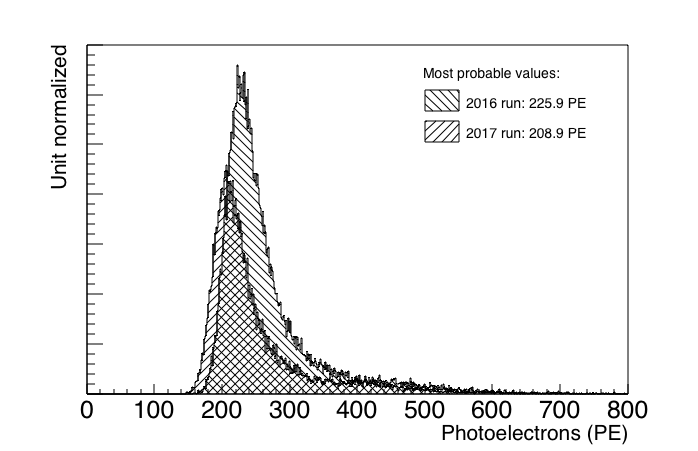 Unit normalized
Most probable values:
2016 run: 225.9 PE
2017 run: 208.9 PE
0 100 200 300 400 500 600 700 800
Photoelectrons (PE)